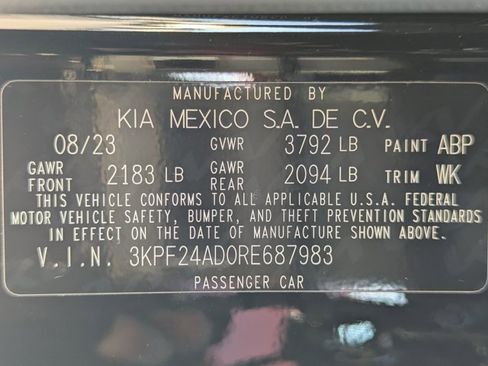 MANUFACTURED BY
KIA MEXICO S.A. DE C.V.
08/23 GVWR 3792 LB PAINT ABP
GAWR FRONT 2183 LB GAWR REAR 2094 LB TRIM WK
THIS VEHICLE CONFORMS TO ALL APPLICABLE U.S.A. FEDERAL
MOTOR VEHICLE SAFETY, BUMPER, AND THEFT PREVENTION STANDARDS
IN EFFECT ON THE DATE OF MANUFACTURE SHOWN ABOVE.
V.I.N. 3KPF24AD0RE687983
PASSENGER CAR